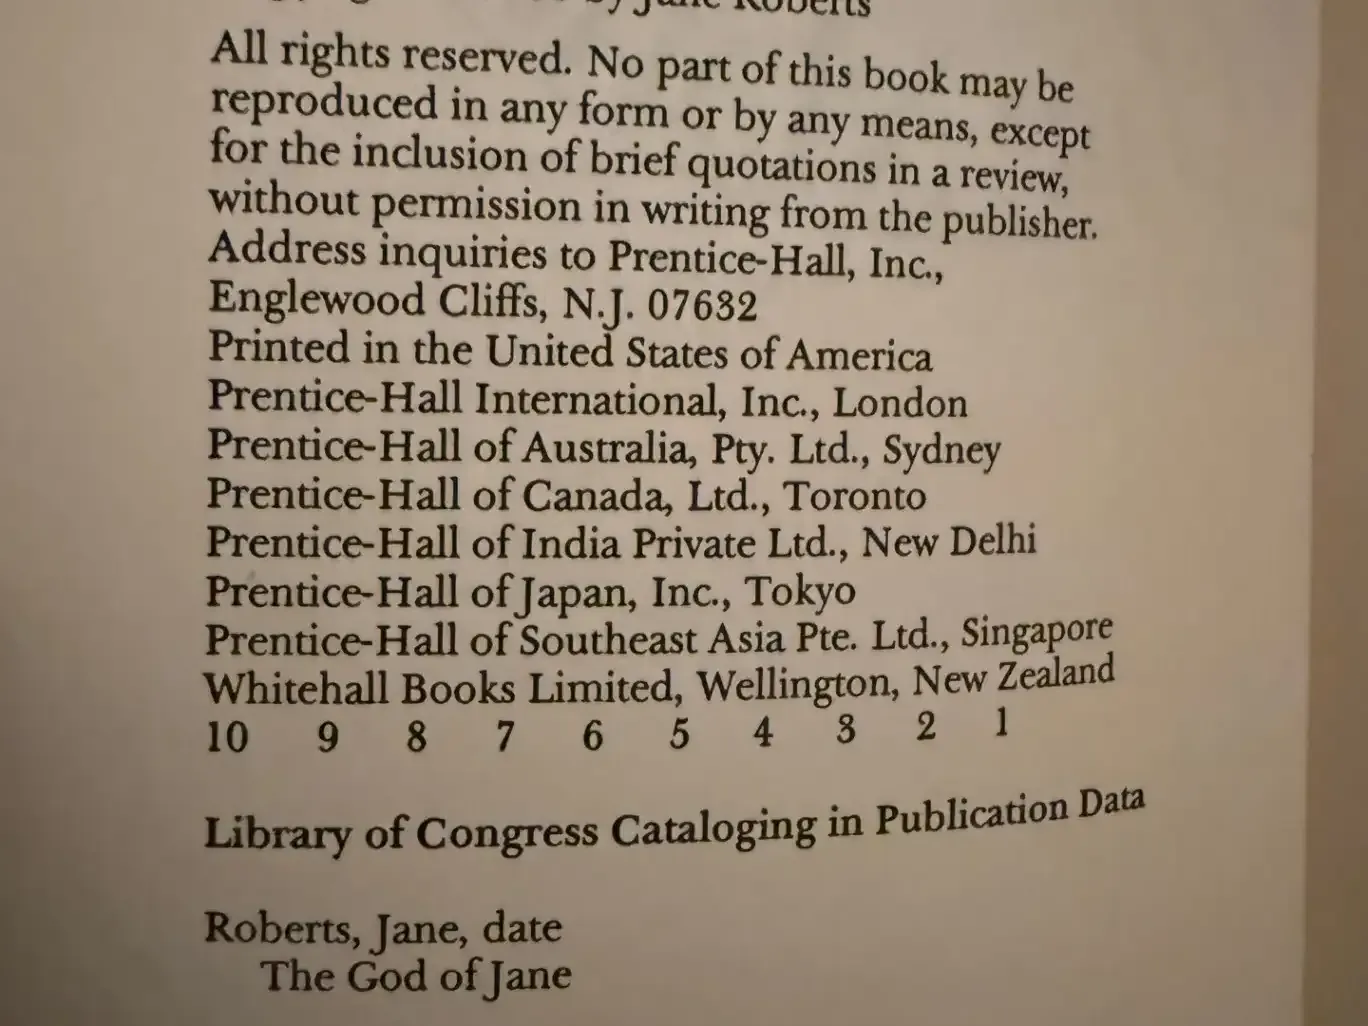 by Jane Roberts
All rights reserved. No part of this book may be
reproduced in any form or by any means, except
for the inclusion of brief quotations in a review,
without permission in writing from the publisher.
Address inquiries to Prentice-Hall, Inc.,
Englewood Cliffs, N.J. 07632
Printed in the United States of America
Prentice-Hall International, Inc., London
Prentice-Hall of Australia, Pty. Ltd., Sydney
Prentice-Hall of Canada, Ltd., Toronto
Prentice-Hall of India Private Ltd., New Delhi
Prentice-Hall of Japan, Inc., Tokyo
Prentice-Hall of Southeast Asia Pte. Ltd., Singapore
Whitehall Books Limited, Wellington, New Zealand
10 9 8 7 6 5 4 3 2 1
Library of Congress Cataloging in Publication Data
Roberts, Jane, date
The God of Jane